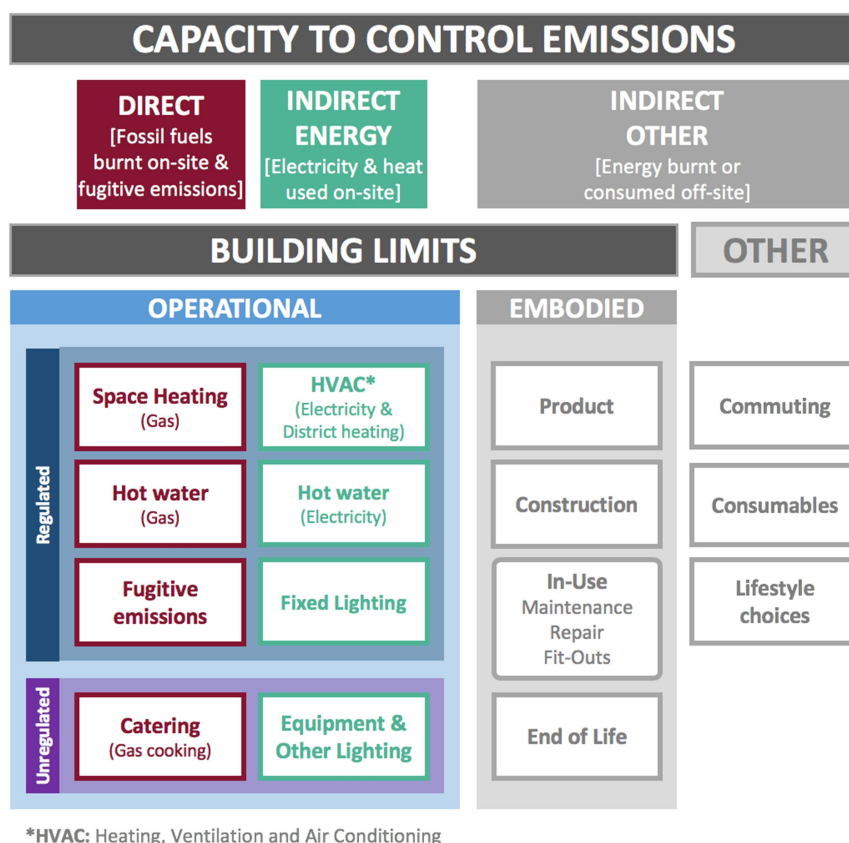 CAPACITY TO CONTROL EMISSIONS
DIRECT
[Fossil fuels
burnt on-site &
fugitive emissions]
INDIRECT
ENERGY
[Electricity & heat
used on-site]
INDIRECT
OTHER
[Energy burnt or
consumed off-site]
BUILDING LIMITS
OTHER
OPERATIONAL
EMBODIED
Regulated
Space Heating
(Gas)
HVAC*
(Electricity &
District heating)
Product
Commuting
Hot water
(Gas)
Hot water
(Electricity)
Construction
Consumables
Fugitive
emissions
Fixed Lighting
In-Use
Maintenance
Repair
Fit-Outs
Lifestyle
choices
Unregulated
Catering
(Gas cooking)
Equipment &
Other Lighting
End of Life
*HVAC: Heating, Ventilation and Air Conditioning